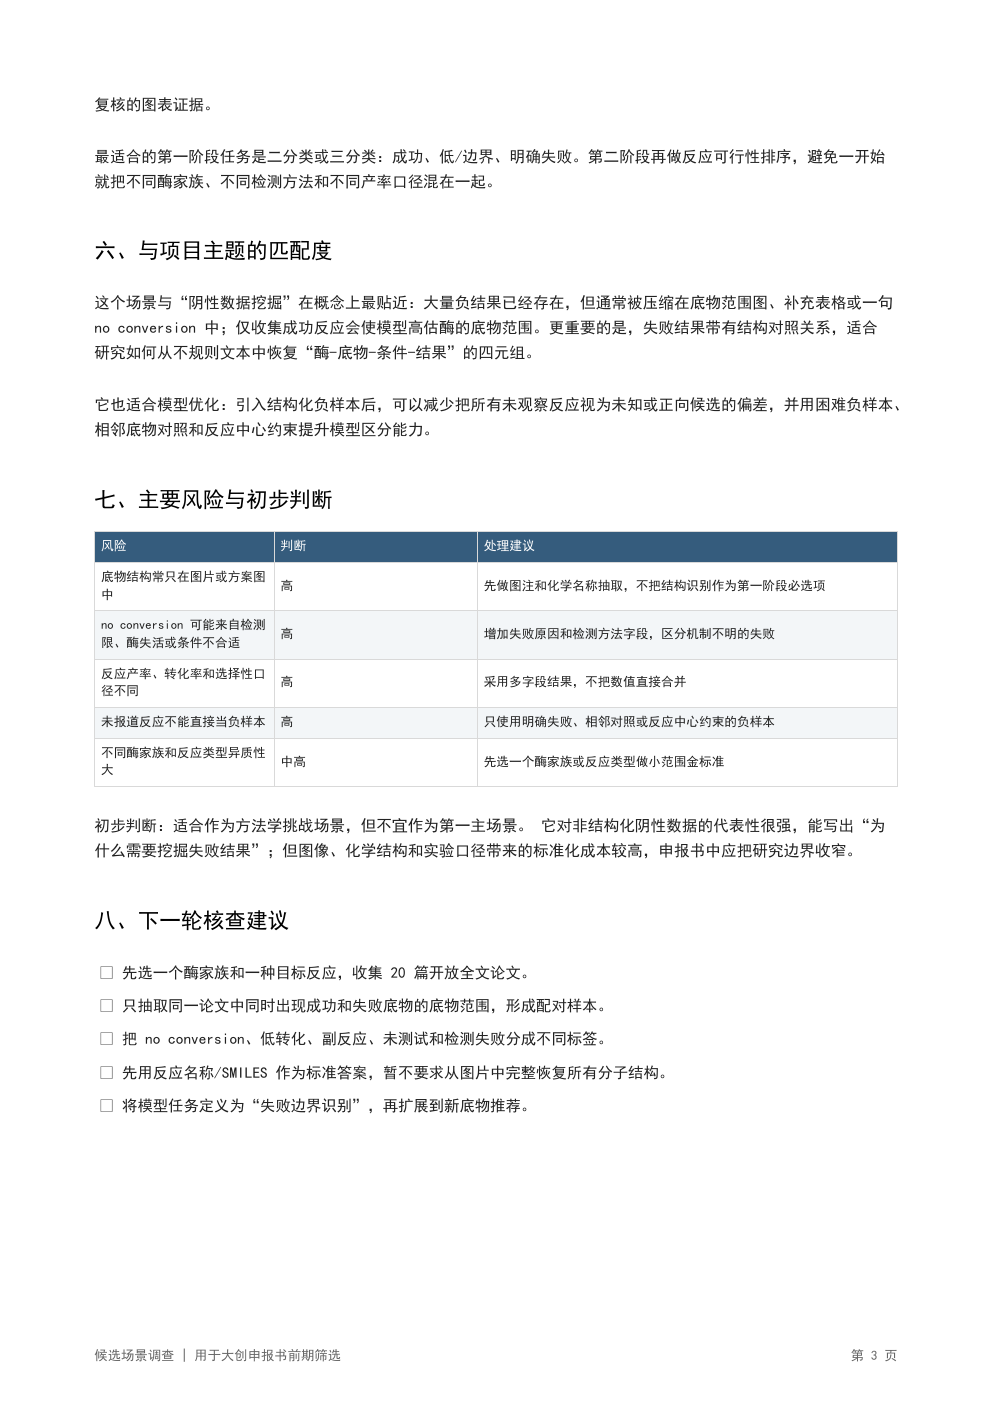 复核的图表证据。
最适合的第一阶段任务是二分类或三分类：成功、低/边界、明确失败。第二阶段再做反应可行性排序，避免一开始
就把不同酶家族、不同检测方法和不同产率口径混在一起。
六、与项目主题的匹配度
这个场景与“阴性数据挖掘”在概念上最贴近：大量负结果已经存在，但通常被压缩在底物范围图、补充表格或一句
no conversion 中；仅收集成功反应会使模型高估酶的底物范围。更重要的是，失败结果带有结构对照关系，适合
研究如何从不规则文本中恢复“酶-底物-条件-结果”的四元组。
它也适合模型优化：引入结构化负样本后，可以减少把所有未观察反应视为未知或正向候选的偏差，并用困难负样本、
相邻底物对照和反应中心约束提升模型区分能力。
七、主要风险与初步判断
风险 判断 处理建议
底物结构常只在图片或方案图
中
高
先做图注和化学名称抽取，不把结构识别作为第一阶段必选项
no conversion 可能来自检测
限、酶失活或条件不合适
高
增加失败原因和检测方法字段，区分机制不明的失败
反应产率、转化率和选择性口
径不同
高
采用多字段结果，不把数值直接合并
未报道反应不能直接当负样本 高 只使用明确失败、相邻对照或反应中心约束的负样本
不同酶家族和反应类型异质性
大
中高
先选一个酶家族或反应类型做小范围金标准
初步判断：适合作为方法学挑战场景，但不宜作为第一主场景。 它对非结构化阴性数据的代表性很强，能写出“为
什么需要挖掘失败结果”；但图像、化学结构和实验口径带来的标准化成本较高，申报书中应把研究边界收窄。
八、下一轮核查建议
□ 先选一个酶家族和一种目标反应，收集 20 篇开放全文论文。
□ 只抽取同一论文中同时出现成功和失败底物的底物范围，形成配对样本。
□ 把 no conversion、低转化、副反应、未测试和检测失败分成不同标签。
□ 先用反应名称/SMILES 作为标准答案，暂不要求从图片中完整恢复所有分子结构。
□ 将模型任务定义为“失败边界识别”，再扩展到新底物推荐。
候选场景调查 | 用于大创申报书前期筛选 第 3 页